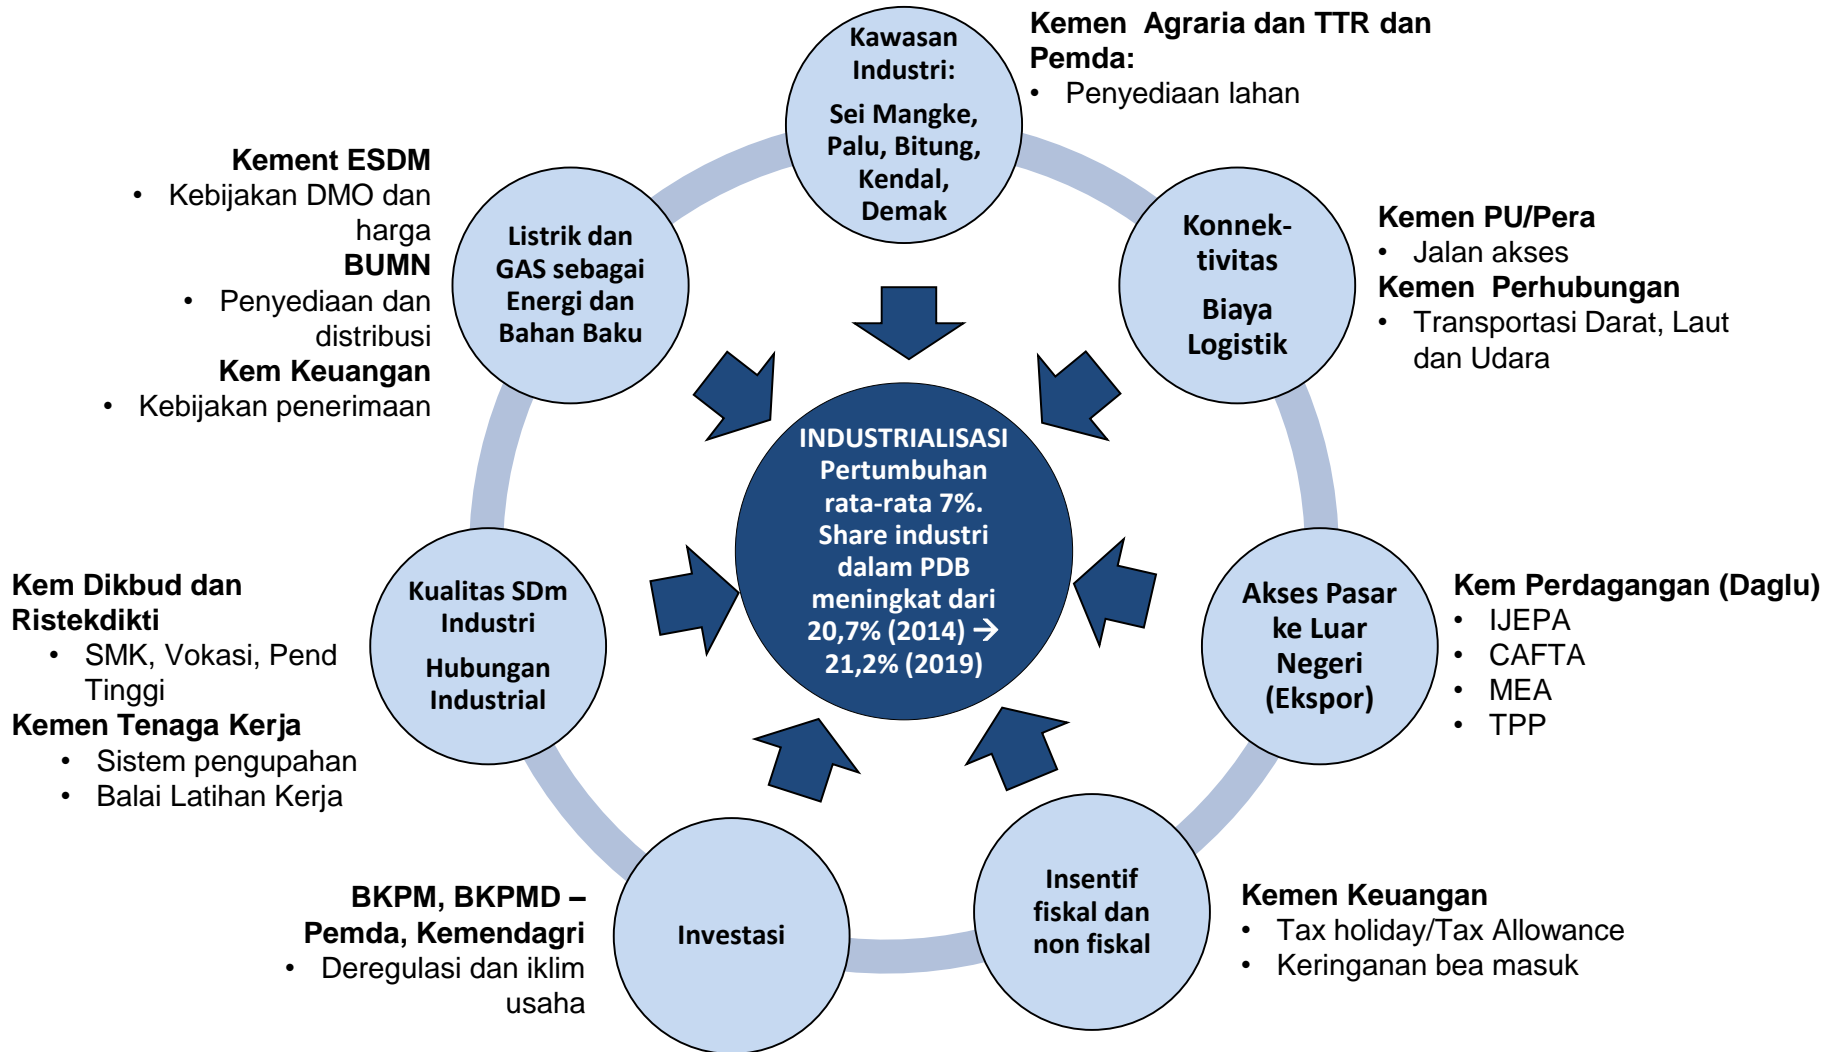 Kawasan
Industri:
Sei Mangke,
Palu, Bitung,
Kendal,
Demak
Kemen Agraria dan TTR dan
Pemda:
• Penyediaan lahan
Konnek-
tivitas
Biaya
Logistik
Kemen PU/Pera
• Jalan akses
Kemen Perhubungan
• Transportasi Darat, Laut
dan Udara
Akses Pasar
ke Luar
Negeri
(Ekspor)
Kem Perdagangan (Daglu)
• IJEPA
• CAFTA
• MEA
• TPP
Insentif
fiskal dan
non fiskal
Kemen Keuangan
• Tax holiday/Tax Allowance
• Keringanan bea masuk
Investasi
BKPM, BKPMD –
Pemda, Kemendagri
• Deregulasi dan iklim
usaha
Kualitas SDm
Industri
Hubungan
Industrial
Kem Dikbud dan
Ristekdikti
• SMK, Vokasi, Pend
Tinggi
Kemen Tenaga Kerja
• Sistem pengupahan
• Balai Latihan Kerja
Listrik dan
GAS sebagai
Energi dan
Bahan Baku
Kement ESDM
• Kebijakan DMO dan
harga
BUMN
• Penyediaan dan
distribusi
Kem Keuangan
• Kebijakan penerimaan
INDUSTRIALISASI
Pertumbuhan
rata-rata 7%.
Share industri
dalam PDB
meningkat dari
20,7% (2014) →
21,2% (2019)